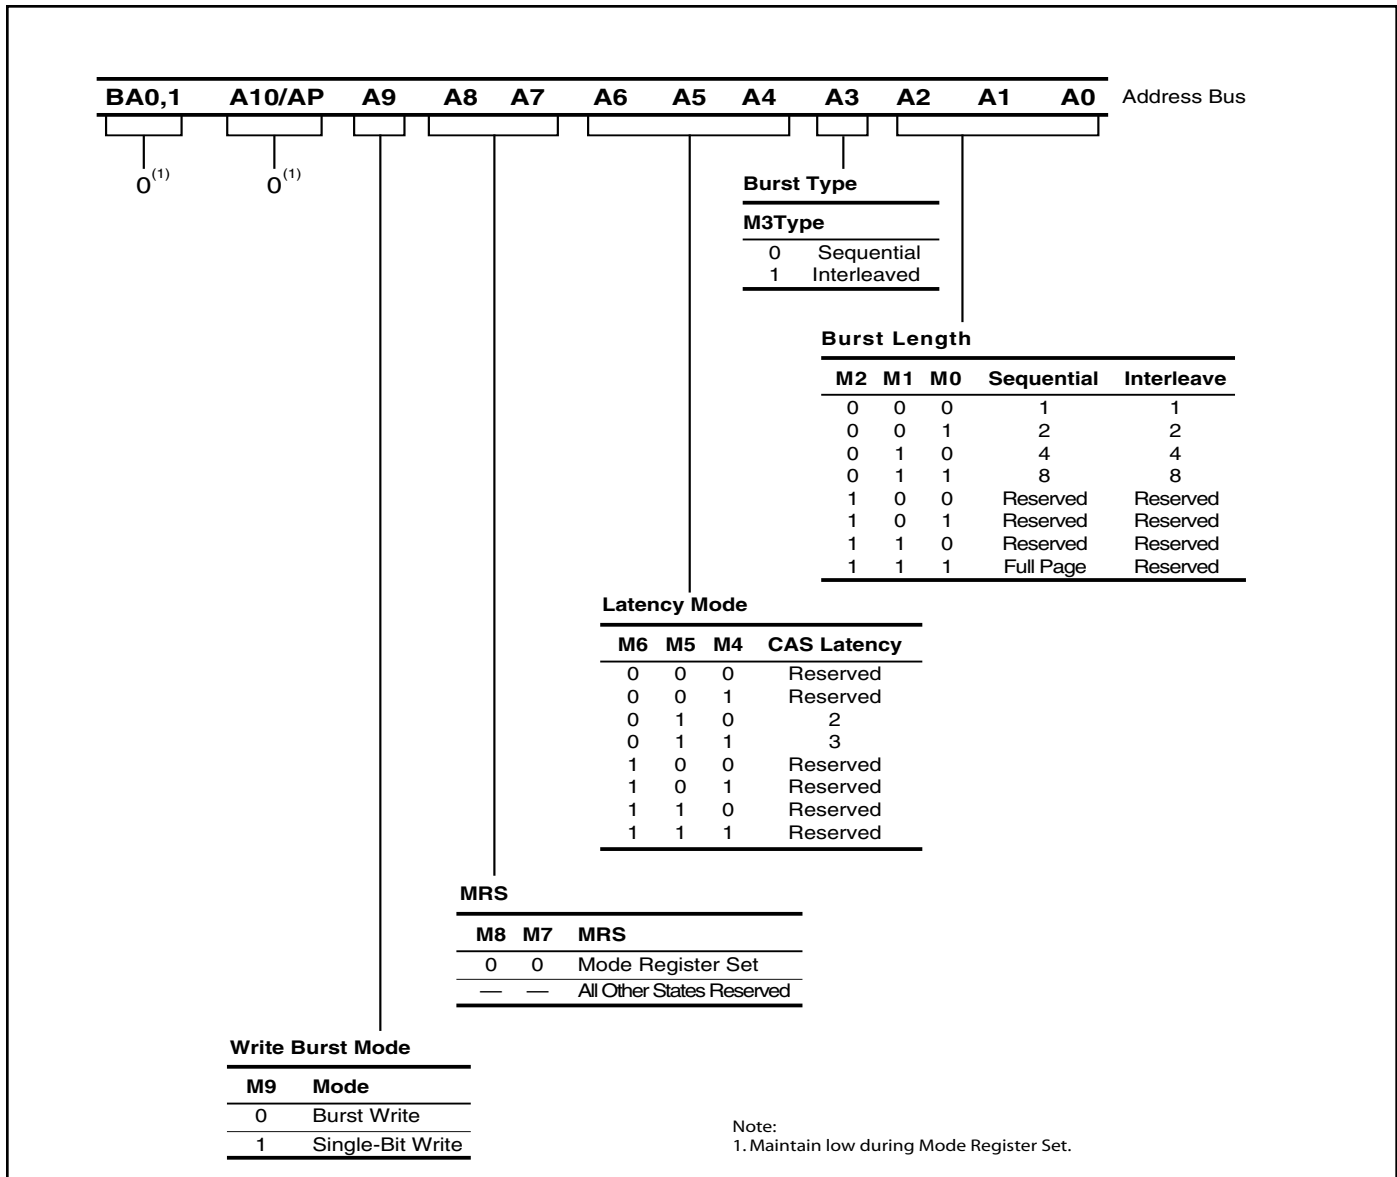 BA0,1 A10/AP A9 A8 A7 A6 A5 A4 A3 A2 A1 A0 Address Bus
0(1) 0(1)
Burst Type
M3Type
0 Sequential
1 Interleaved
Burst Length
M2 M1 M0 Sequential Interleave
0 0 0 1 1
0 0 1 2 2
0 1 0 4 4
0 1 1 8 8
1 0 0 Reserved Reserved
1 0 1 Reserved Reserved
1 1 0 Reserved Reserved
1 1 1 Full Page Reserved
Latency Mode
M6 M5 M4 CAS Latency
0 0 0 Reserved
0 0 1 Reserved
0 1 0 2
0 1 1 3
1 0 0 Reserved
1 0 1 Reserved
1 1 0 Reserved
1 1 1 Reserved
MRS
M8 M7 MRS
0 0 Mode Register Set
— — All Other States Reserved
Write Burst Mode
M9 Mode
0 Burst Write
1 Single-Bit Write
Note:
1. Maintain low during Mode Register Set.